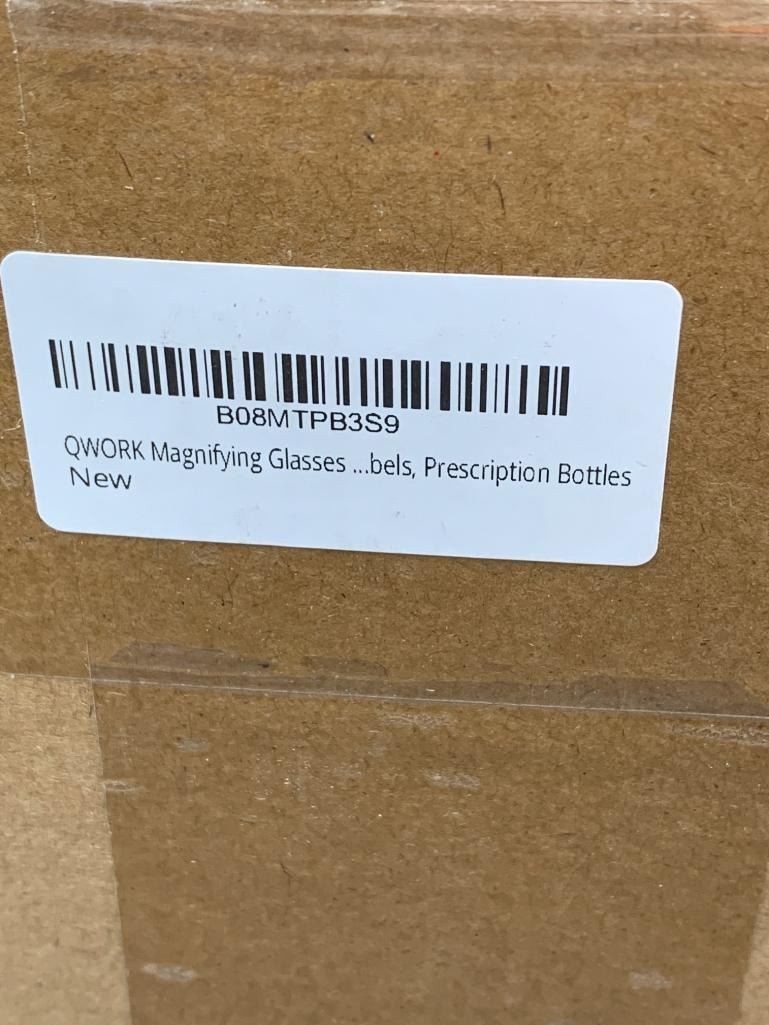 B08MTPB3S9
QWORK Magnifying Glasses ...bels, Prescription Bottles
New